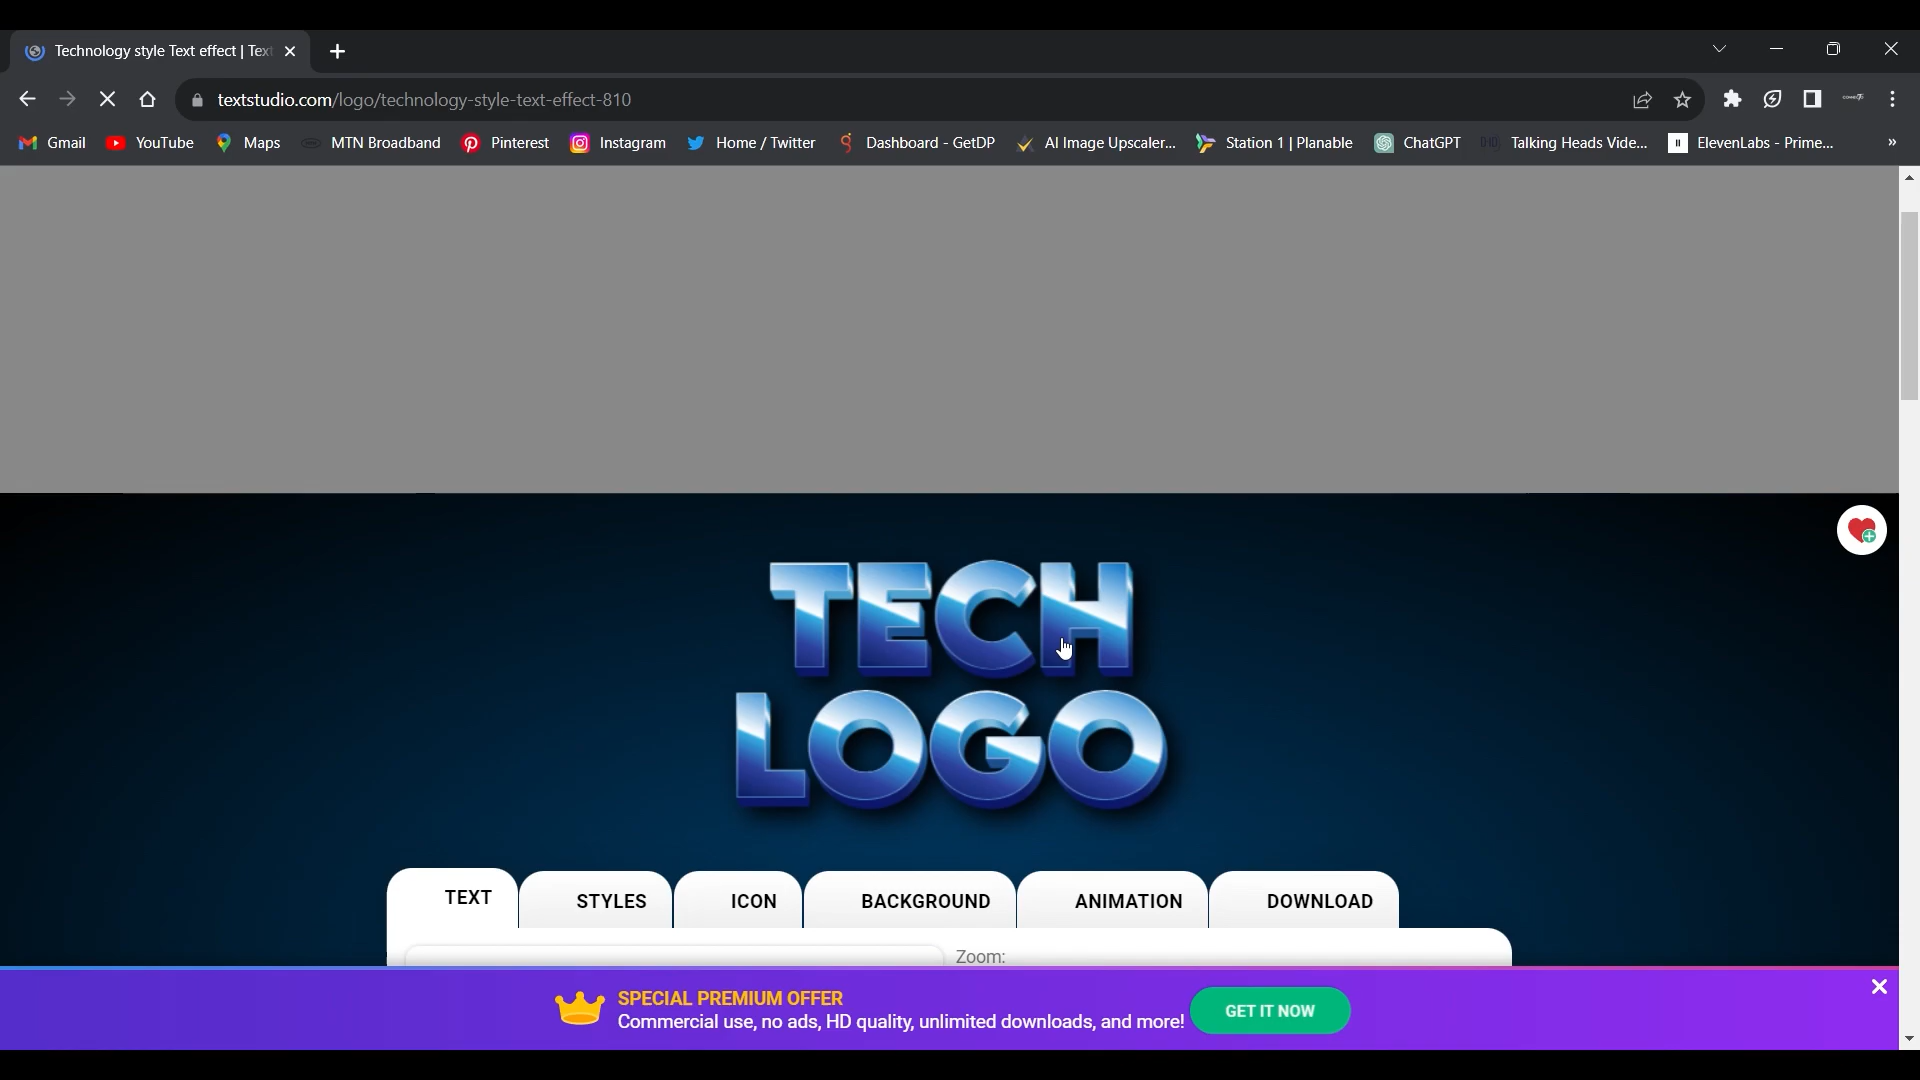 Technology style Text effect | Text
textstudio.com/logo/technology-style-text-effect-810
Gmail YouTube Maps MTN Broadband Pinterest Instagram Home / Twitter Dashboard - GetDP AI Image Upscaler... Station 1 | Planable ChatGPT Talking Heads Vide... ElevenLabs - Prime... »
TECH
LOGO
TEXT STYLES ICON BACKGROUND ANIMATION DOWNLOAD
Zoom:
SPECIAL PREMIUM OFFER
Commercial use, no ads, HD quality, unlimited downloads, and more!
GET IT NOW